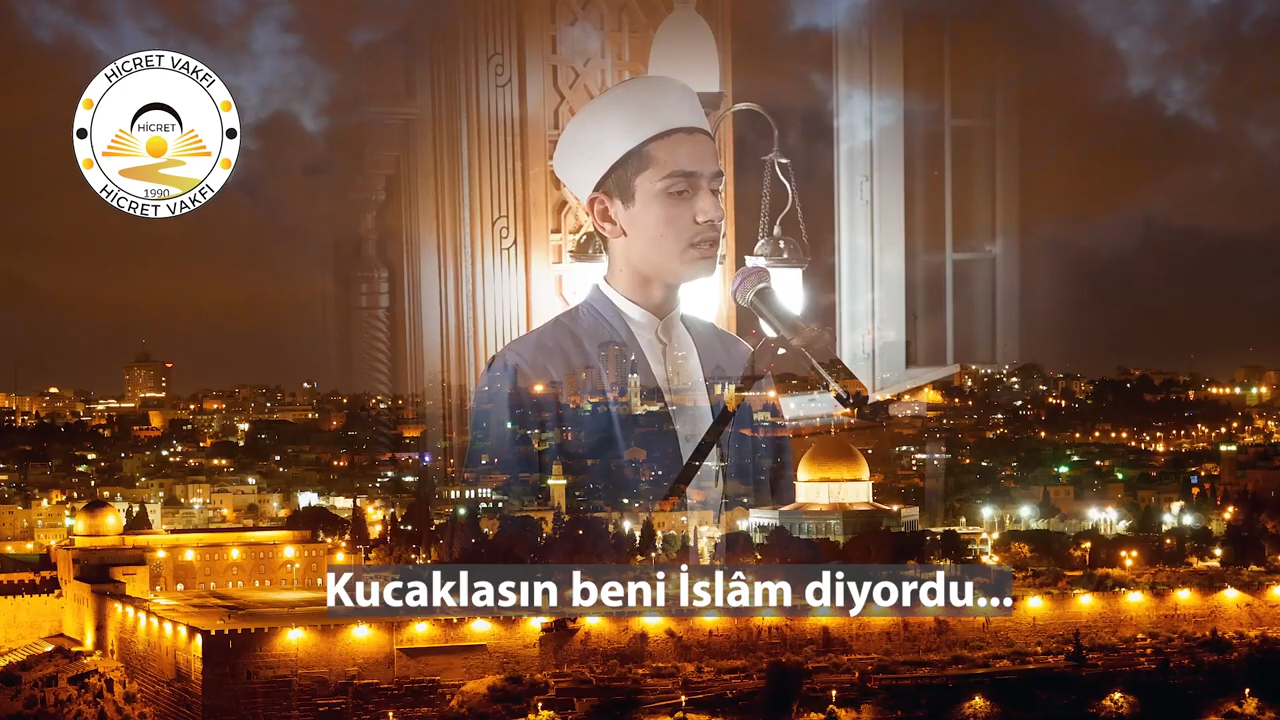 HİCRET VAKFI
HİCRET
1990
HİCRET VAKFI
Kucaklasın beni İslâm diyordu...